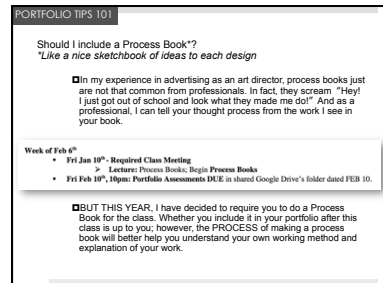 PORTFOLIO TIPS 101
Should I include a Process Book*?
*Like a nice sketchbook of ideas to each design
In my experience in advertising as an art director, process books just
are not that common from professionals. In fact, they scream "Hey!
I just got out of school and look what they made me do!" And as a
professional, I can tell your thought process from the work I see in
your book.
Week of Feb 6th
• Fri Jan 10th - Required Class Meeting
➢ Lecture: Process Books; Begin Process Books
• Fri Feb 10th, 10pm: Portfolio Assessments DUE in shared Google Drive's folder dated FEB 10.
BUT THIS YEAR, I have decided to require you to do a Process
Book for the class. Whether you include it in your portfolio after this
class is up to you; however, the PROCESS of making a process
book will better help you understand your own working method and
explanation of your work.